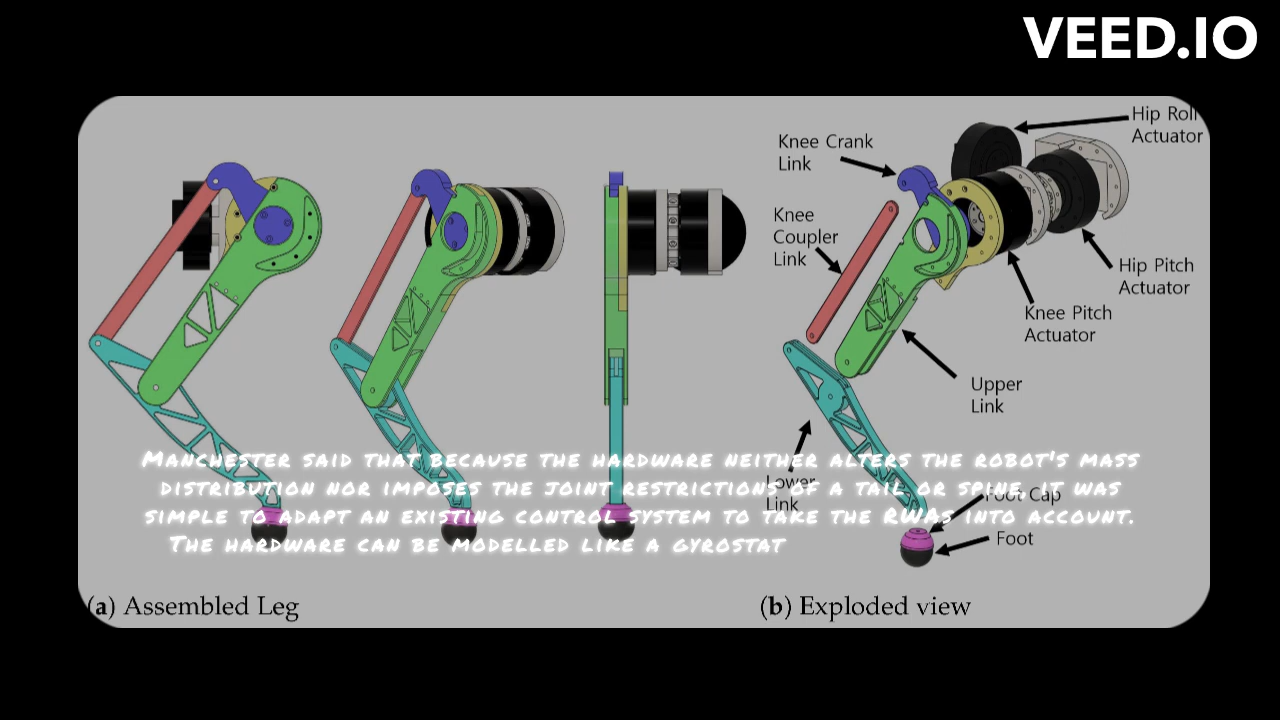 VEED.IO
Hip Roll
Actuator
Knee Crank
Link
Knee
Coupler
Link
Hip Pitch
Actuator
Knee Pitch
Actuator
Upper
Link
MANCHESTER SAID THAT BECAUSE THE HARDWARE NEITHER ALTERS THE ROBOT'S MASS
DISTRIBUTION NOR IMPOSES THE JOINT RESTRICTIONS OF A TAIL OR SPINE, IT WAS
SIMPLE TO ADAPT AN EXISTING CONTROL SYSTEM TO TAKE THE RWAS INTO ACCOUNT.
THE HARDWARE CAN BE MODELLED LIKE A GYROSTAT
Lower
Link
Foot Cap
Foot
(a) Assembled Leg
(b) Exploded view